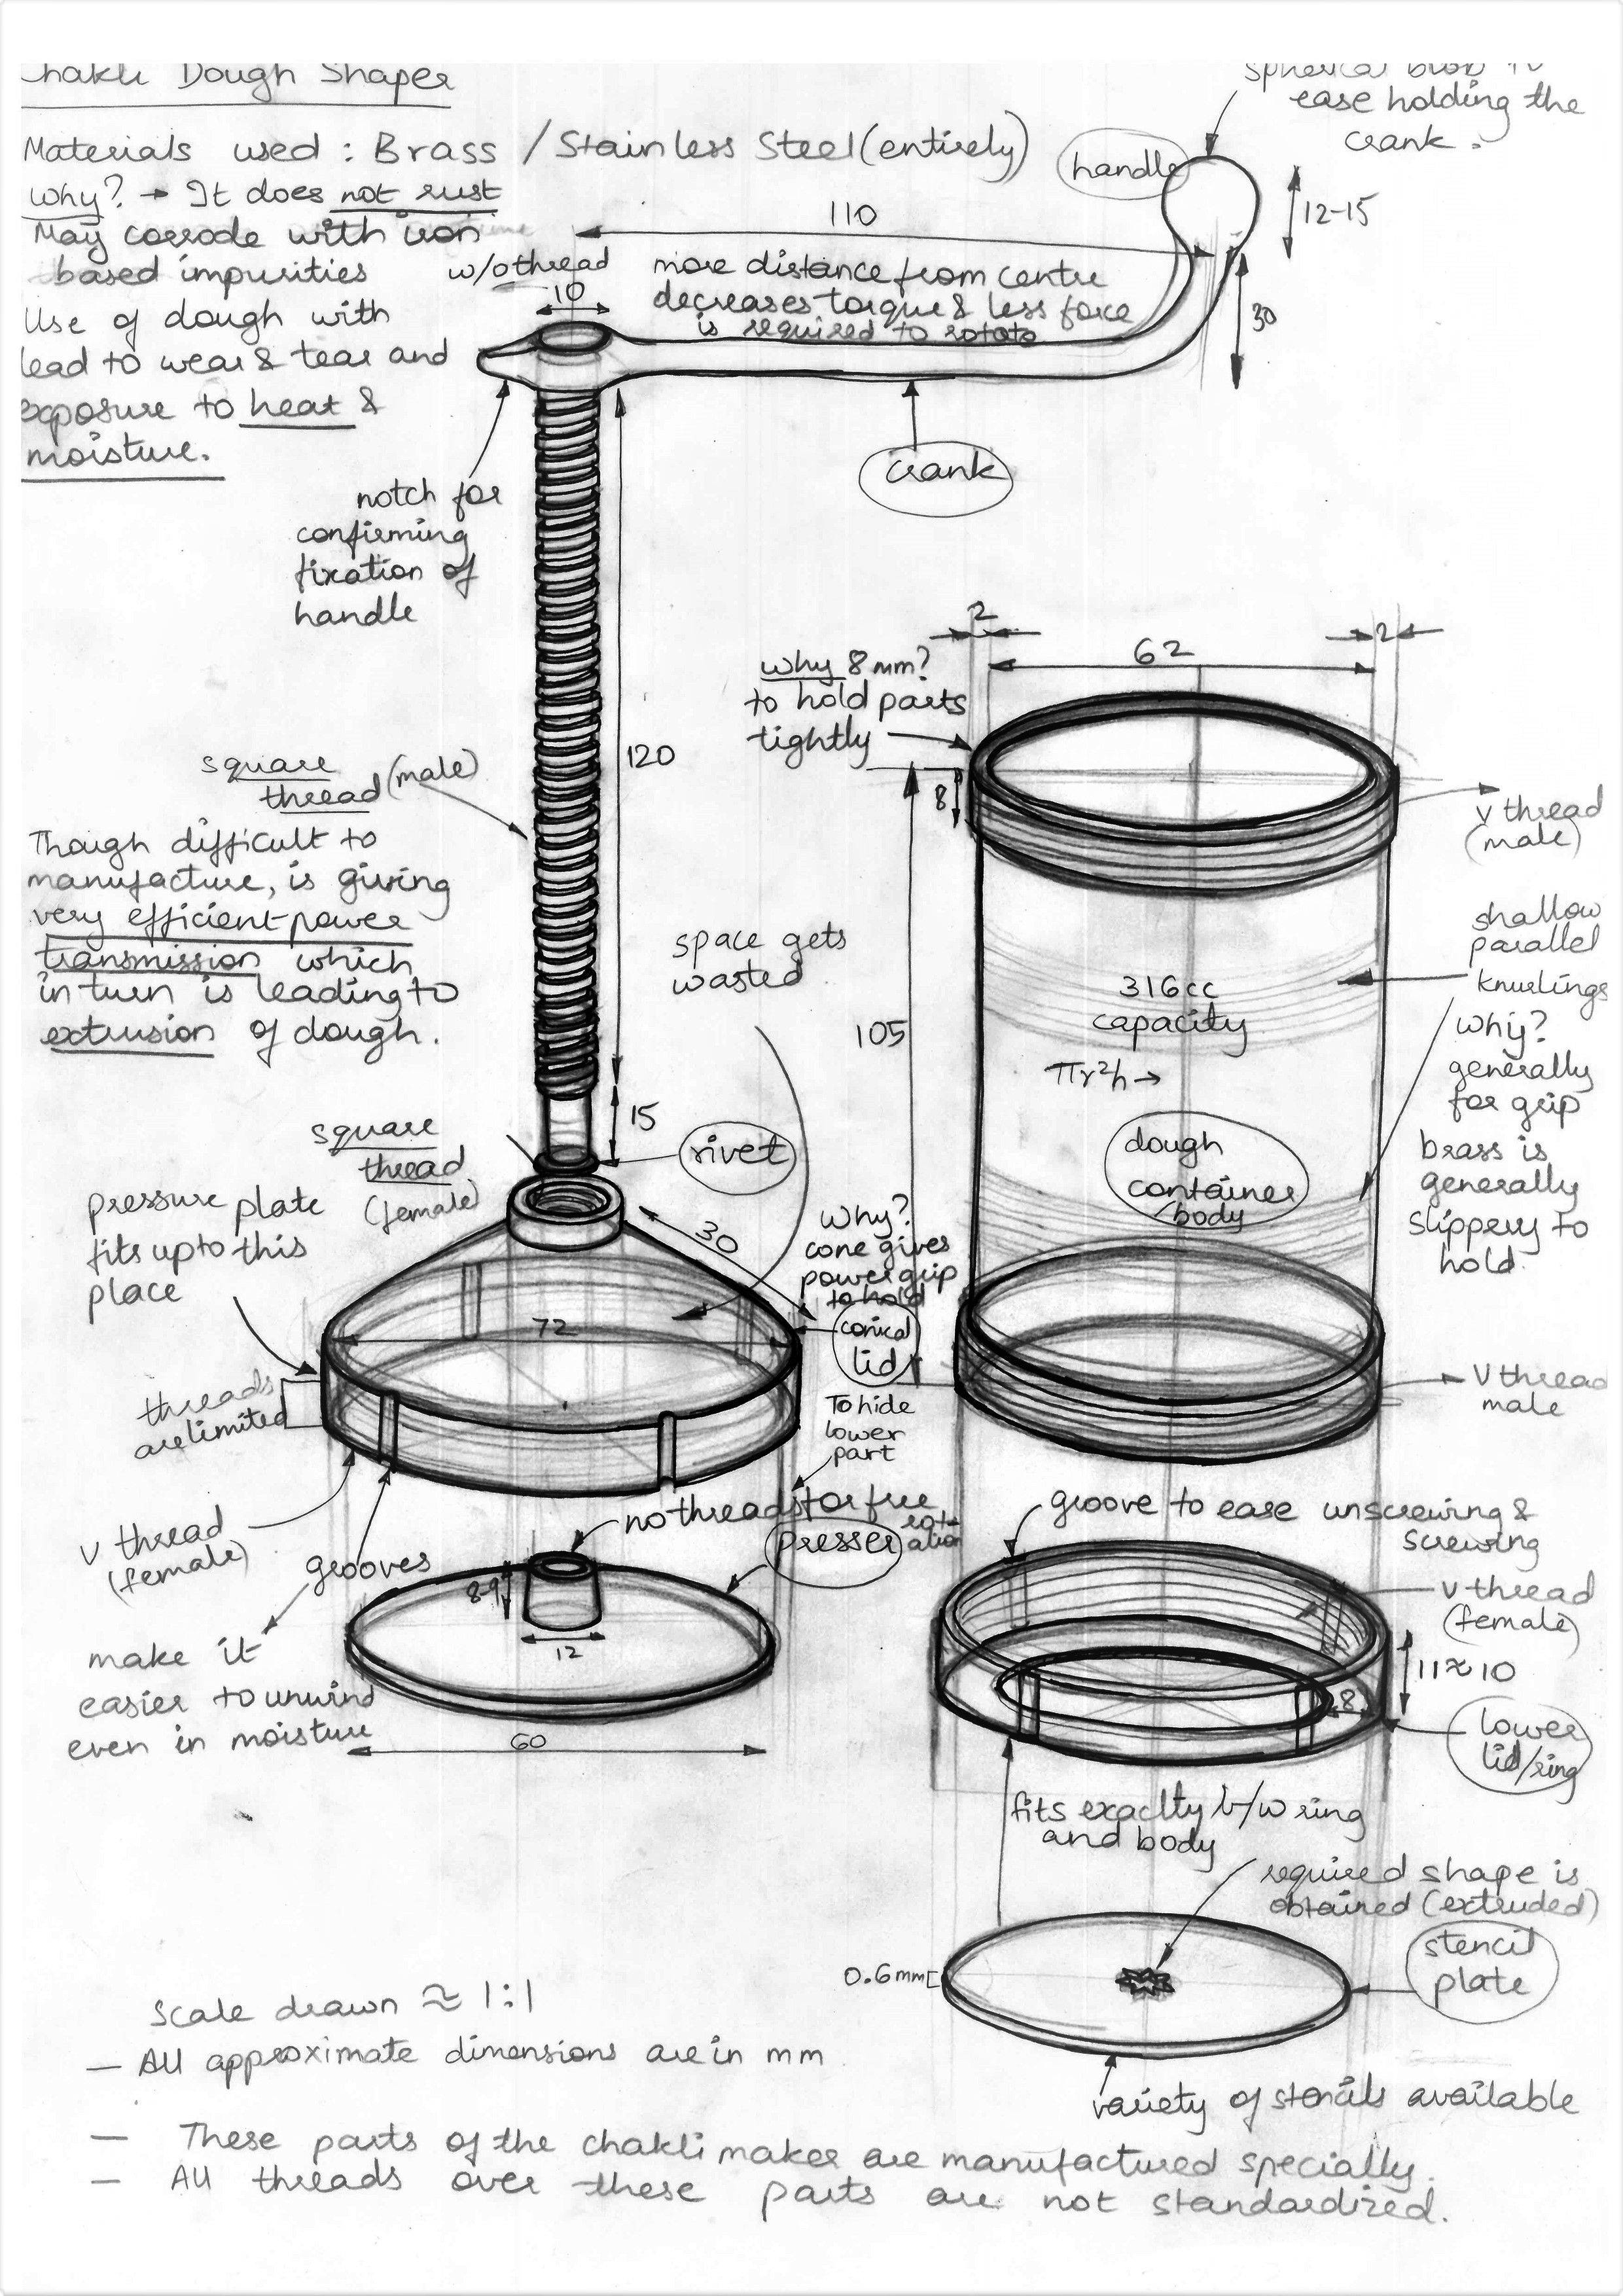 Chakli Dough Shaper
Materials used : Brass / Stainless Steel (entirely)
why? → It does not rust
May corrode with iron
based impurities
Use of dough with
lead to wear & tear and
exposure to heat &
moisture.
spherical blob to
ease holding the
crank.
handle
12-15
110
w/o thread
10
more distance from centre
decreases torque & less force
is required to rotate
30
crank
notch for
confirming
fixation of
handle
square
thread (male)
120
Though difficult to
manufacture, is giving
very efficient power
transmission which
in turn is leading to
extrusion of dough.
space gets
wasted
15
rivet
square
thread
(female)
pressure plate
fits upto this
place
30
Why?
cone gives
power grip
to hold
conical
lid
72
threads
are limited
To hide
lower
part
v thread
(female)
grooves
make it
easier to unwind
even in moisture
no threads for free
rotation
presser
8-9
12
60
2
62
2
why 8 mm?
to hold parts
tightly
8
v thread
(male)
shallow
parallel
knurlings
why?
generally
for grip
brass is
generally
slippery to
hold
316cc
capacity
πr²h →
105
dough
container
/body
V thread
male
groove to ease unscrewing &
screwing
v thread
(female)
11≈10
8
lower
lid/ring
fits exaclty b/w ring
and body
required shape is
obtained (extruded)
stencil
plate
0.6mm
variety of stencils available
Scale drawn ≈ 1:1
— All approximate dimensions are in mm
— These parts of the chakli maker are manufactured specially.
— All threads over these parts are not standardized.